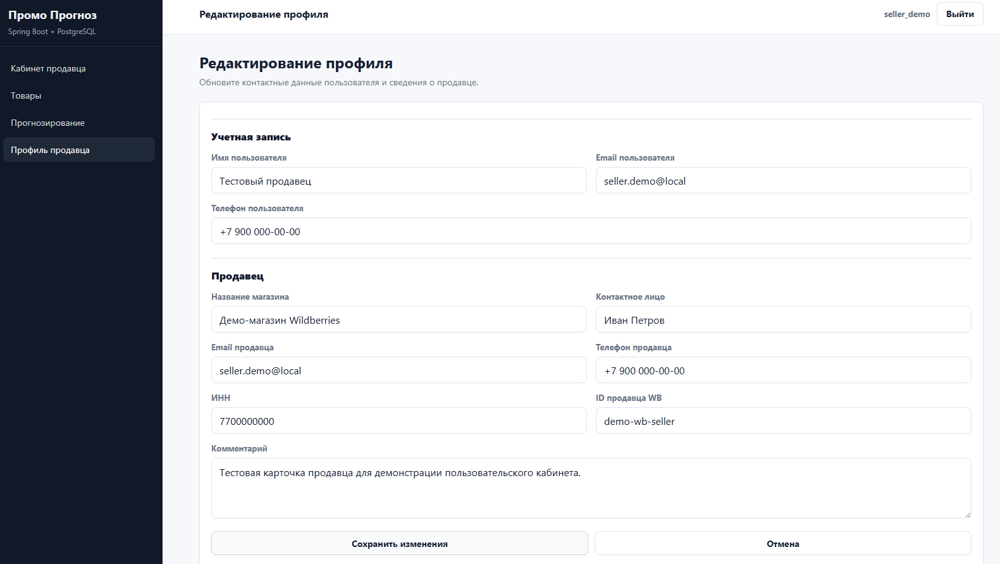 Промо Прогноз
Spring Boot + PostgreSQL
Кабинет продавца
Товары
Прогнозирование
Профиль продавца
Редактирование профиля
seller_demo
Выйти
Редактирование профиля
Обновите контактные данные пользователя и сведения о продавце.
Учетная запись
Имя пользователя
Email пользователя
Тестовый продавец
seller.demo@local
Телефон пользователя
+7 900 000-00-00
Продавец
Название магазина
Контактное лицо
Демо-магазин Wildberries
Иван Петров
Email продавца
Телефон продавца
seller.demo@local
+7 900 000-00-00
ИНН
ID продавца WB
7700000000
demo-wb-seller
Комментарий
Тестовая карточка продавца для демонстрации пользовательского кабинета.
Сохранить изменения
Отмена